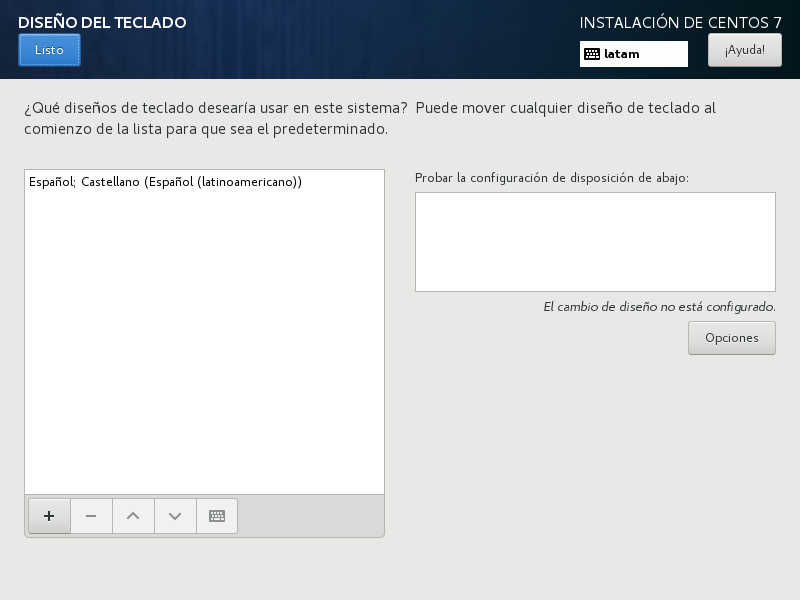 DISEÑO DEL TECLADO
INSTALACIÓN DE CENTOS 7
Listo
latam
¡Ayuda!
¿Qué diseños de teclado desearía usar en este sistema?  Puede mover cualquier diseño de teclado al
comienzo de la lista para que sea el predeterminado.
Español; Castellano (Español (latinoamericano))
Probar la configuración de disposición de abajo:
El cambio de diseño no está configurado.
Opciones